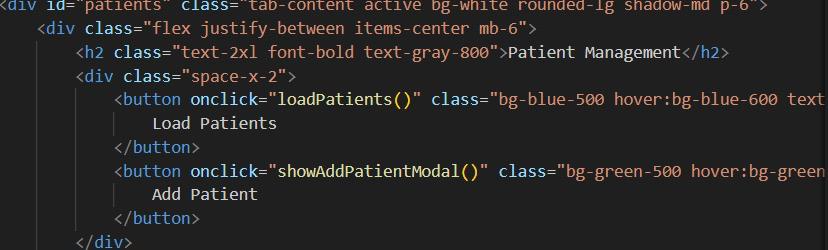 <div id="patients" class="tab-content active bg-white rounded-lg shadow-md p-6">
<div class="flex justify-between items-center mb-6">
<h2 class="text-2xl font-bold text-gray-800">Patient Management</h2>
<div class="space-x-2">
<button onclick="loadPatients()" class="bg-blue-500 hover:bg-blue-600 text
Load Patients
</button>
<button onclick="showAddPatientModal()" class="bg-green-500 hover:bg-green
Add Patient
</button>
</div>